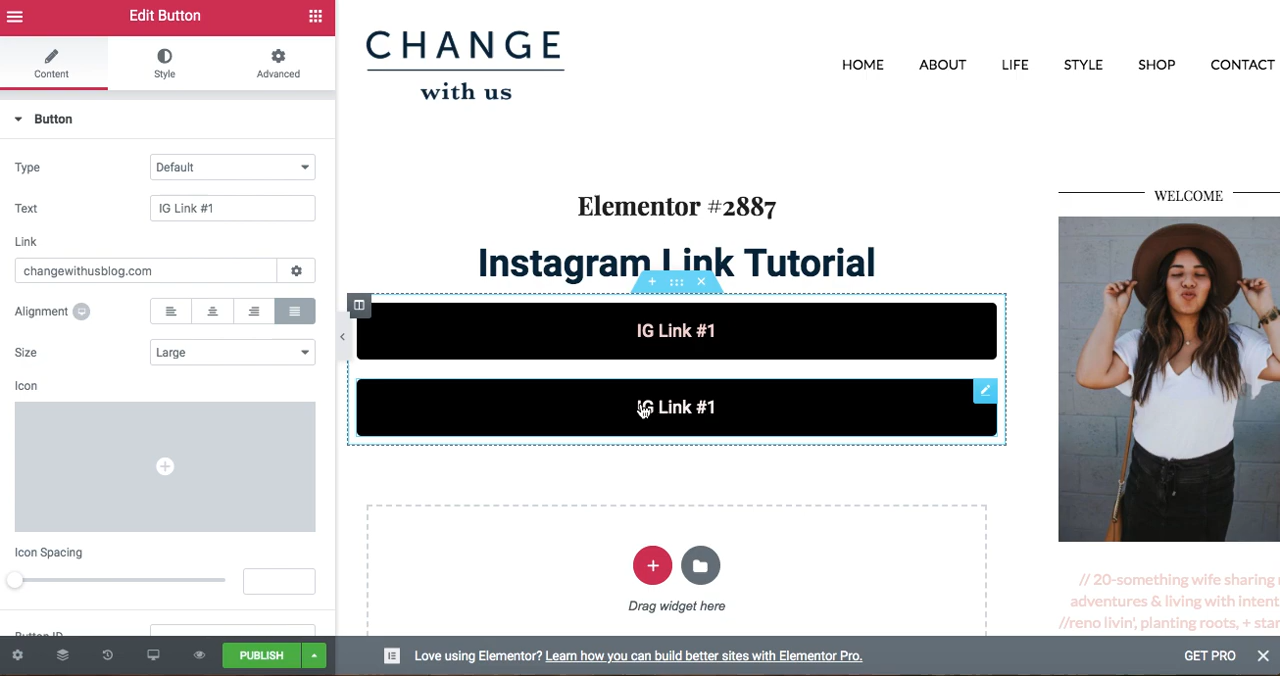 Edit Button
Content
Style
Advanced
Button
Type
Default
Text
IG Link #1
Link
changewithusblog.com
Alignment
Size
Large
Icon
Icon Spacing
Button ID
PUBLISH
CHANGE
with us
HOME ABOUT LIFE STYLE SHOP CONTACT
Elementor #2887
Instagram Link Tutorial
IG Link #1
IG Link #1
Drag widget here
WELCOME
// 20-something wife sharing
adventures & living with intent
//reno livin', planting roots, + star
Love using Elementor? Learn how you can build better sites with Elementor Pro.
GET PRO